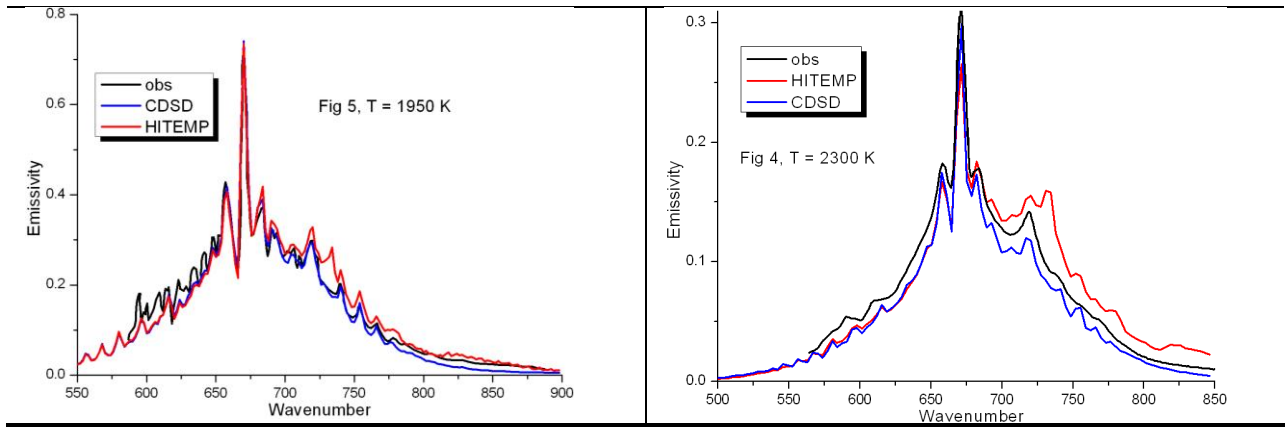 0.8
0.6
0.4
0.2
0.0
Emissivity
obs
CDSD
HITEMP
Fig 5, T = 1950 K
550 600 650 700 750 800 850 900
Wavenumber
0.3
0.2
0.1
0.0
Emissivity
obs
HITEMP
CDSD
Fig 4, T = 2300 K
500 550 600 650 700 750 800 850
Wavenumber